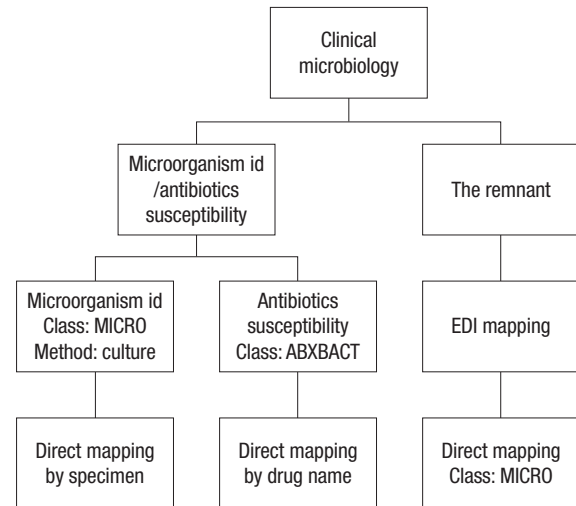 Clinical
microbiology
Microorganism id
/antibiotics
susceptibility
The remnant
Microorganism id
Class: MICRO
Method: culture
Antibiotics
susceptibility
Class: ABXBACT
EDI mapping
Direct mapping
by specimen
Direct mapping
by drug name
Direct mapping
Class: MICRO